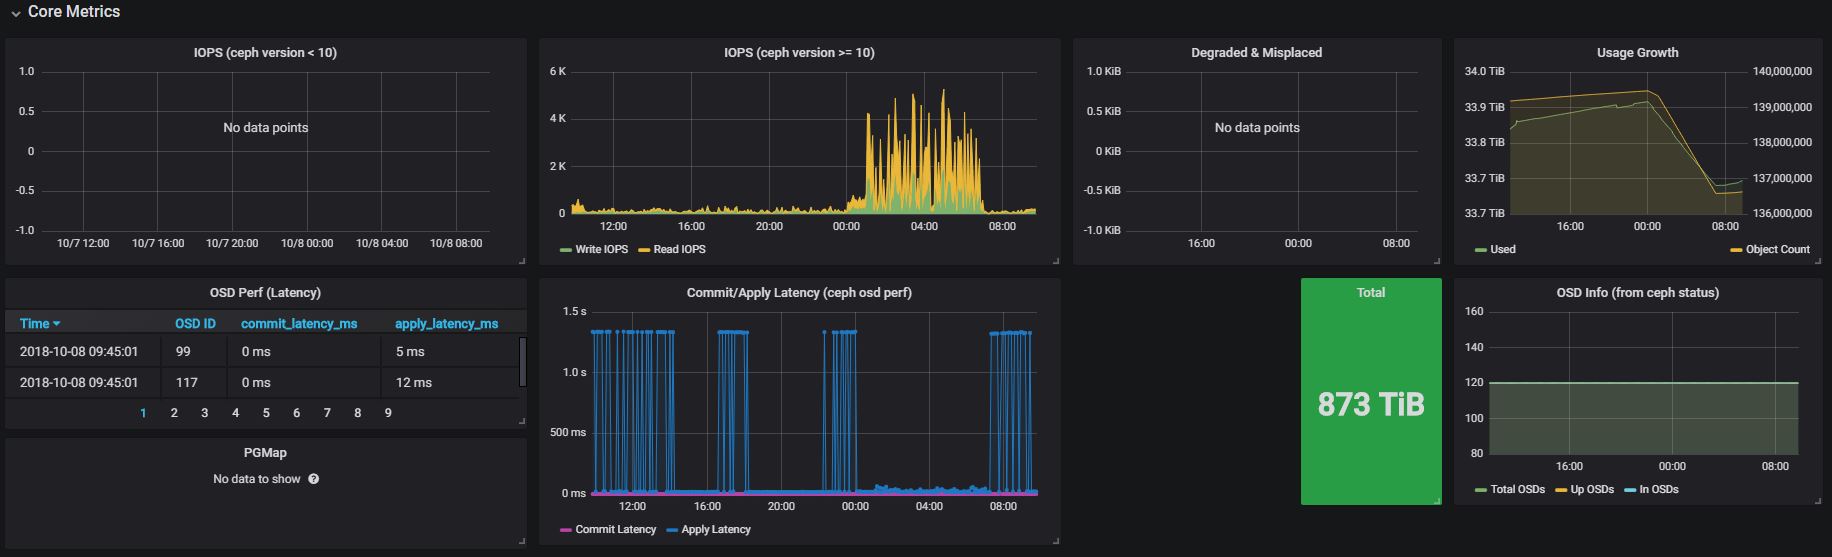 Core Metrics
IOPS (ceph version < 10)
1.0
0.5
0
-0.5
-1.0
No data points
10/7 12:00 10/7 16:00 10/7 20:00 10/8 00:00 10/8 04:00 10/8 08:00
IOPS (ceph version >= 10)
6 K
4 K
2 K
0
12:00 16:00 20:00 00:00 04:00 08:00
Write IOPS Read IOPS
Degraded & Misplaced
1.0 KiB
0.5 KiB
0 KiB
-0.5 KiB
-1.0 KiB
No data points
16:00 00:00 08:00
Usage Growth
34.0 TiB 140,000,000
33.9 TiB 139,000,000
33.8 TiB 138,000,000
33.7 TiB 137,000,000
33.7 TiB 136,000,000
16:00 00:00 08:00
Used Object Count
OSD Perf (Latency)
Time OSD ID commit_latency_ms apply_latency_ms
2018-10-08 09:45:01 99 0 ms 5 ms
2018-10-08 09:45:01 117 0 ms 12 ms
1 2 3 4 5 6 7 8 9
PGMap
No data to show ?
Commit/Apply Latency (ceph osd perf)
1.5 s
1.0 s
500 ms
0 ms
12:00 16:00 20:00 00:00 04:00 08:00
Commit Latency Apply Latency
Total
873 TiB
OSD Info (from ceph status)
160
140
120
100
80
16:00 00:00 08:00
Total OSDs Up OSDs In OSDs